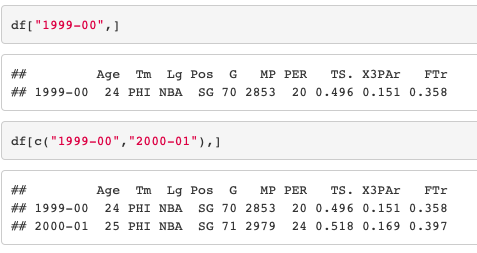 df["1999-00",]
##         Age  Tm  Lg Pos  G   MP PER   TS. X3PAr   FTr
## 1999-00  24 PHI NBA  SG 70 2853  20 0.496 0.151 0.358
df[c("1999-00","2000-01"),]
##         Age  Tm  Lg Pos  G   MP PER   TS. X3PAr   FTr
## 1999-00  24 PHI NBA  SG 70 2853  20 0.496 0.151 0.358
## 2000-01  25 PHI NBA  SG 71 2979  24 0.518 0.169 0.397